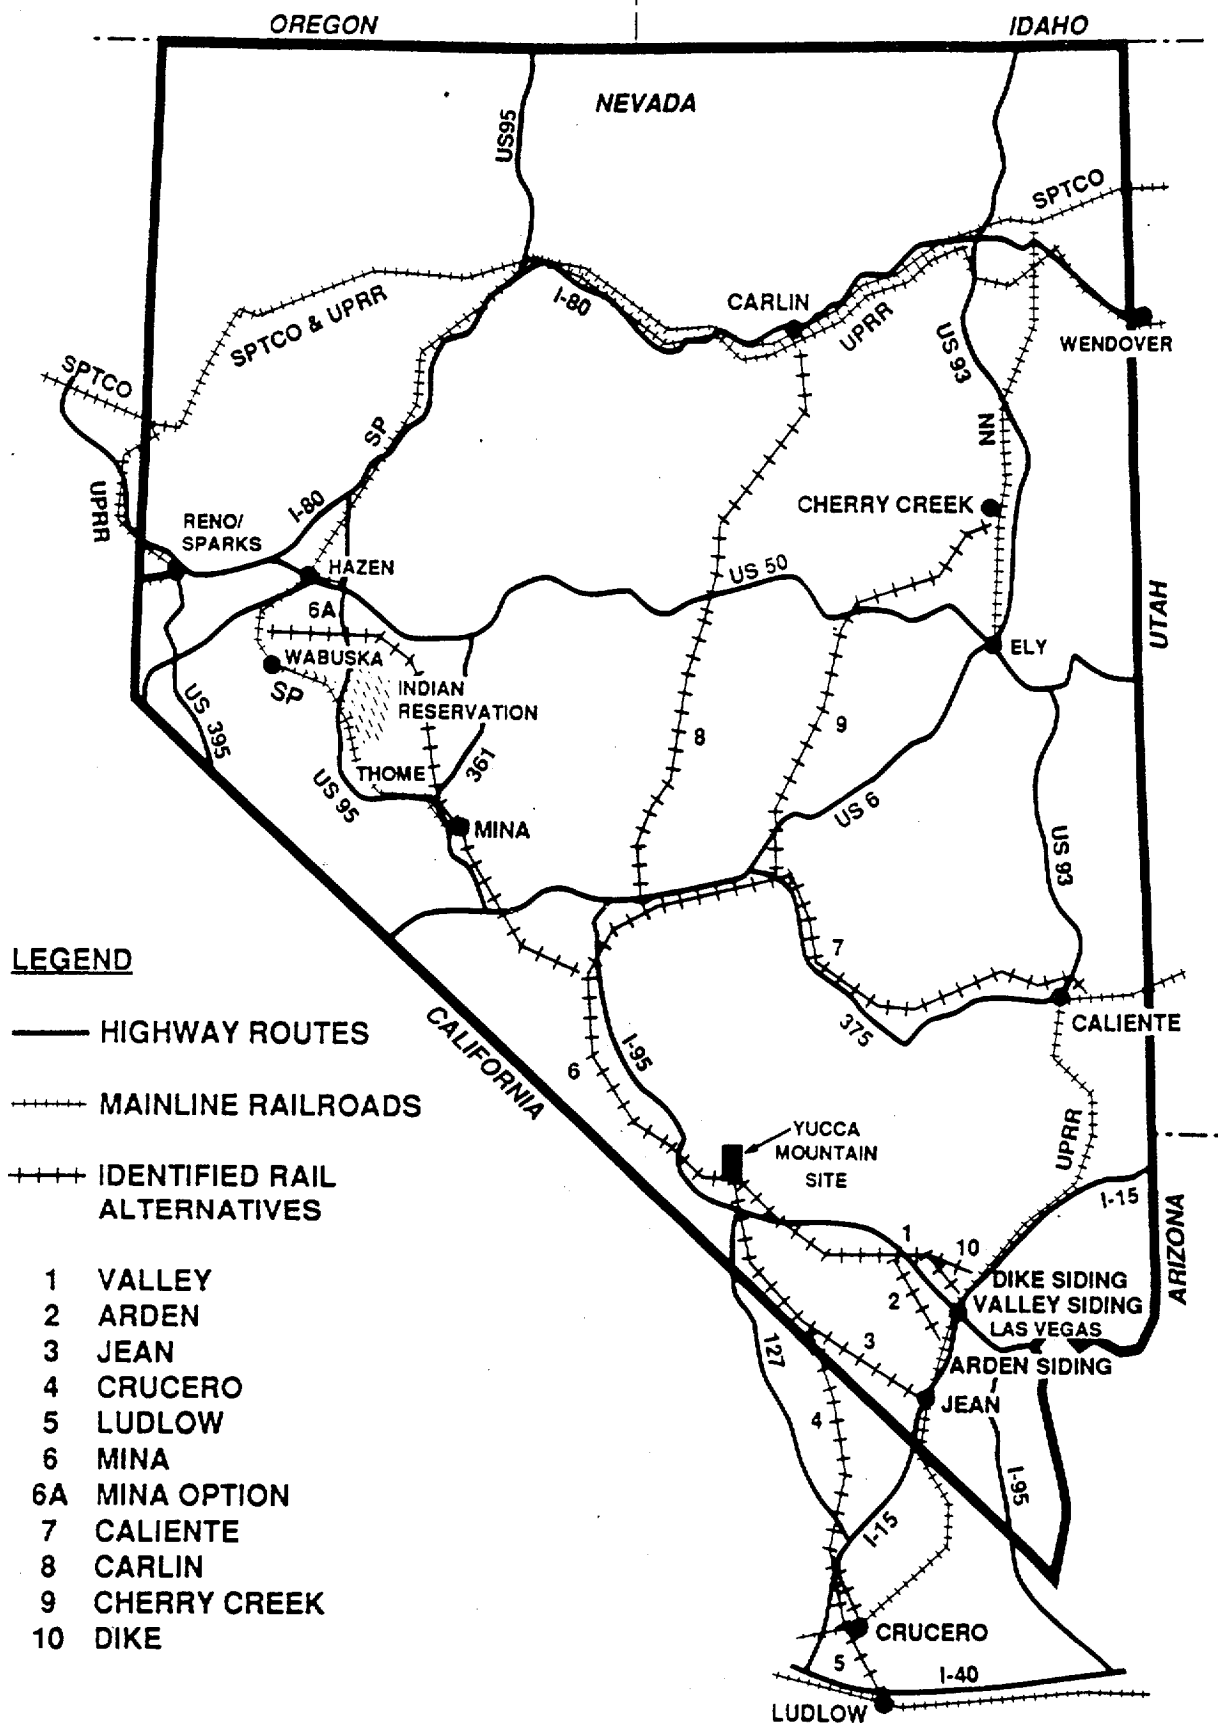 OREGON
IDAHO
NEVADA
US95
SPTCO
SPTCO & UPRR
I-80
CARLIN
UPRR
US 93
WENDOVER
SPTCO
SP
NN
UPRR
I-80
CHERRY CREEK
RENO/
SPARKS
HAZEN
US 50
6A
UTAH
WABUSKA
ELY
SP
INDIAN
RESERVATION
US 395
8
9
361
THOME
US 95
US 6
MINA
US 93
7
LEGEND
HIGHWAY ROUTES
MAINLINE RAILROADS
IDENTIFIED RAIL
ALTERNATIVES
1 VALLEY
2 ARDEN
3 JEAN
4 CRUCERO
5 LUDLOW
6 MINA
6A MINA OPTION
7 CALIENTE
8 CARLIN
9 CHERRY CREEK
10 DIKE
CALIFORNIA
375
CALIENTE
I-95
6
YUCCA
MOUNTAIN
SITE
UPRR
I-15
ARIZONA
1
10
DIKE SIDING
2
VALLEY SIDING
LAS VEGAS
127
3
ARDEN SIDING
JEAN
4
I-95
I-15
CRUCERO
5
I-40
LUDLOW